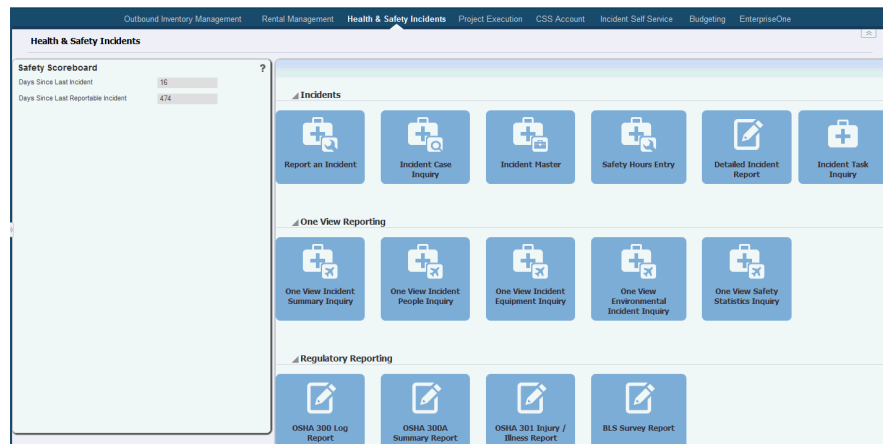 Outbound Inventory Management Rental Management Health & Safety Incidents Project Execution CSS Account Incident Self Service Budgeting EnterpriseOne
Health & Safety Incidents
Safety Scoreboard ?
Days Since Last Incident 16
Days Since Last Reportable Incident 474
Incidents
Report an Incident
Incident Case
Inquiry
Incident Master
Safety Hours Entry
Detailed Incident
Report
Incident Task
Inquiry
One View Reporting
One View Incident
Summary Inquiry
One View Incident
People Inquiry
One View Incident
Equipment Inquiry
One View
Environmental
Incident Inquiry
One View Safety
Statistics Inquiry
Regulatory Reporting
OSHA 300 Log
Report
OSHA 300A
Summary Report
OSHA 301 Injury /
Illness Report
BLS Survey Report